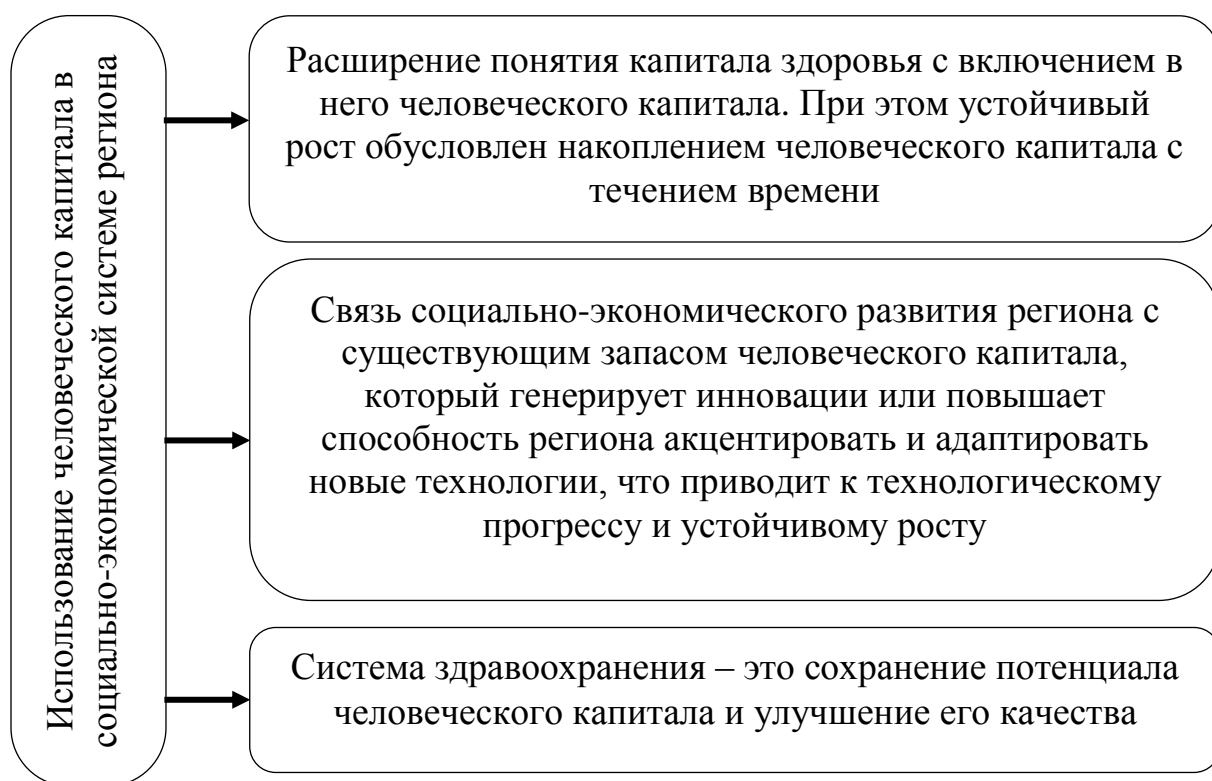 Использование человеческого капитала в
социально-экономической системе региона
Расширение понятия капитала здоровья с включением в
него человеческого капитала. При этом устойчивый
рост обусловлен накоплением человеческого капитала с
течением времени
Связь социально-экономического развития региона с
существующим запасом человеческого капитала,
который генерирует инновации или повышает
способность региона акцентировать и адаптировать
новые технологии, что приводит к технологическому
прогрессу и устойчивому росту
Система здравоохранения – это сохранение потенциала
человеческого капитала и улучшение его качества